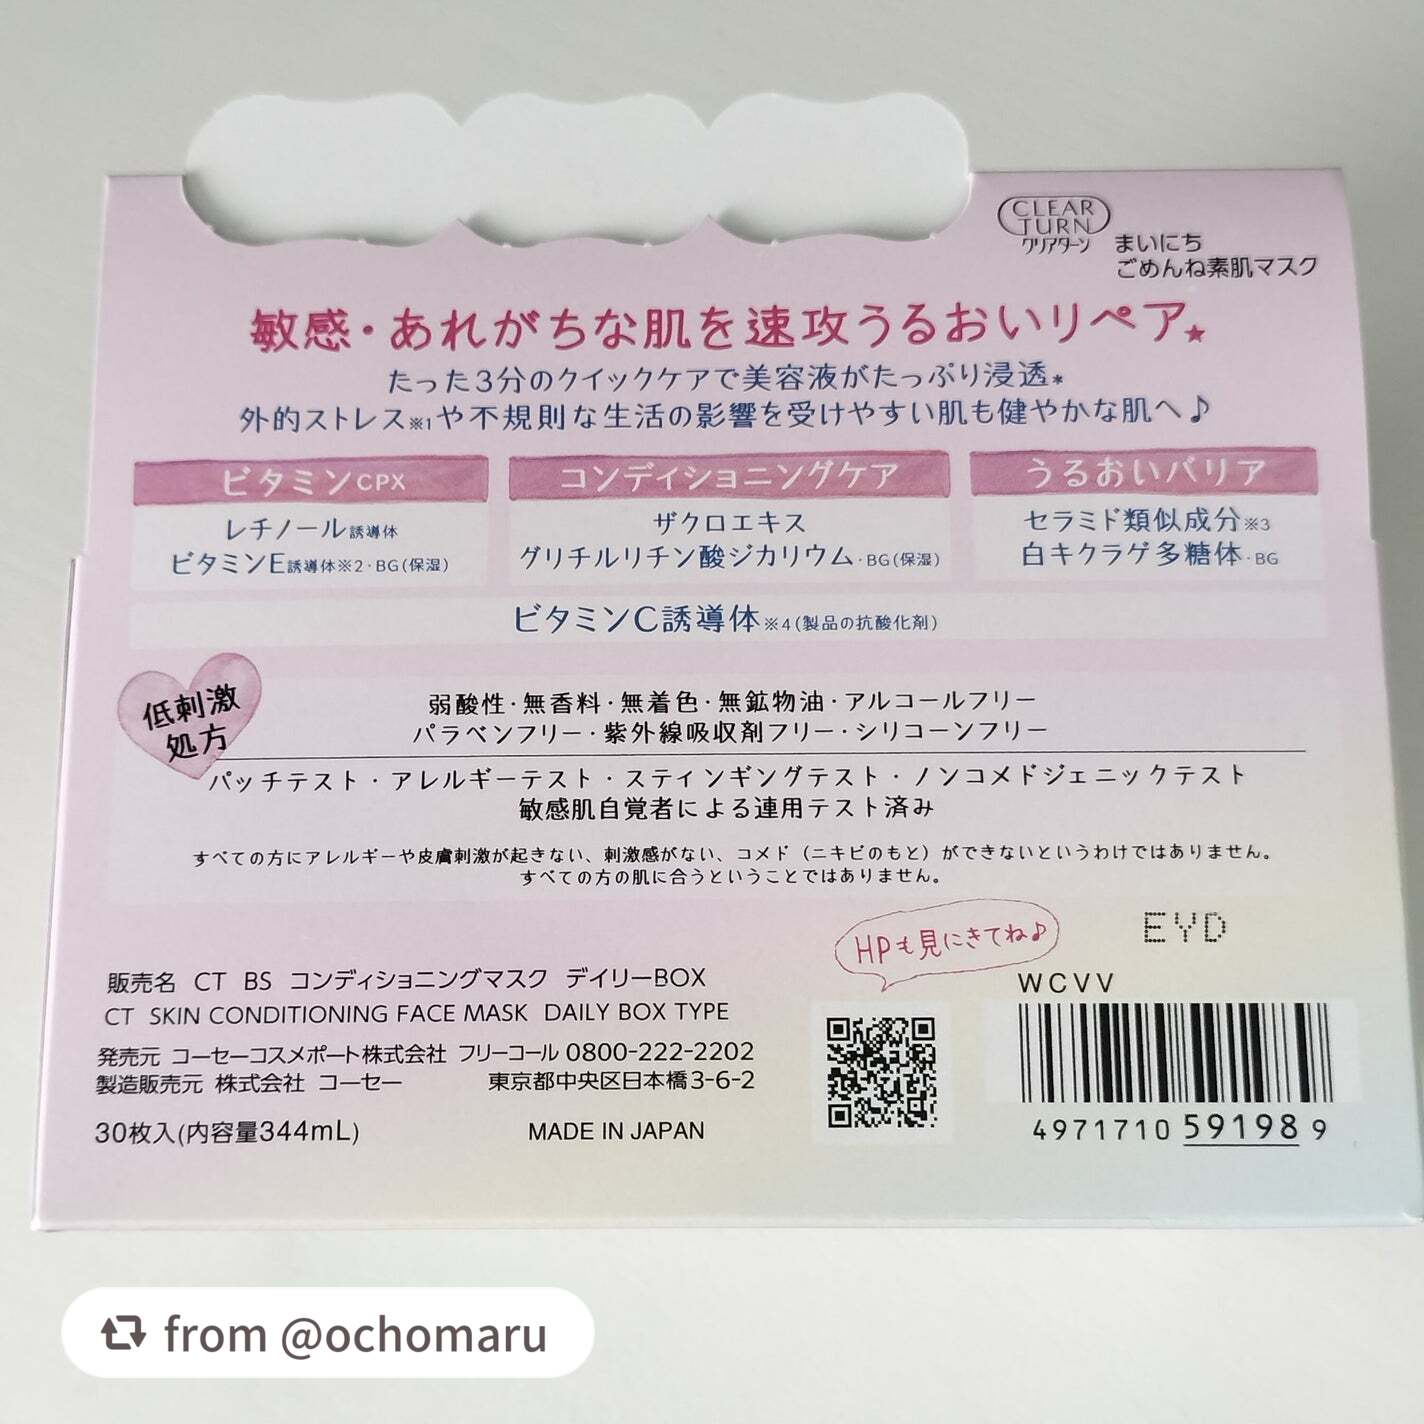 CLEAR
TURN
クリアターン
まいにち
ごめんね素肌マスク
敏感・あれがちな肌を速攻うるおいリペア★
たった3分のクイックケアで美容液がたっぷり浸透*
外的ストレス※1や不規則な生活の影響を受けやすい肌も健やかな肌へ♪
ビタミンCPX
レチノール誘導体
ビタミンE誘導体※2・BG(保湿)
コンディショニングケア
ザクロエキス
グリチルリチン酸ジカリウム・BG(保湿)
うるおいバリア
セラミド類似成分※3
白キクラゲ多糖体・BG
ビタミンC誘導体※4(製品の抗酸化剤)
低刺激
処方
弱酸性・無香料・無着色・無鉱物油・アルコールフリー
パラベンフリー・紫外線吸収剤フリー・シリコーンフリー
パッチテスト・アレルギーテスト・スティンギングテスト・ノンコメドジェニックテスト
敏感肌自覚者による連用テスト済み
すべての方にアレルギーや皮膚刺激が起きない、刺激感がない、コメド(ニキビのもと)ができないというわけではありません。
すべての方の肌に合うということではありません。
HPも見にきてね♪
EYD
販売名 CT BS コンディショニングマスク デイリーBOX
CT SKIN CONDITIONING FACE MASK DAILY BOX TYPE
発売元 コーセーコスメポート株式会社 フリーコール 0800-222-2202
製造販売元 株式会社 コーセー 東京都中央区日本橋3-6-2
30枚入(内容量344mL) MADE IN JAPAN
WCVV
4971710 591989
from @ochomaru